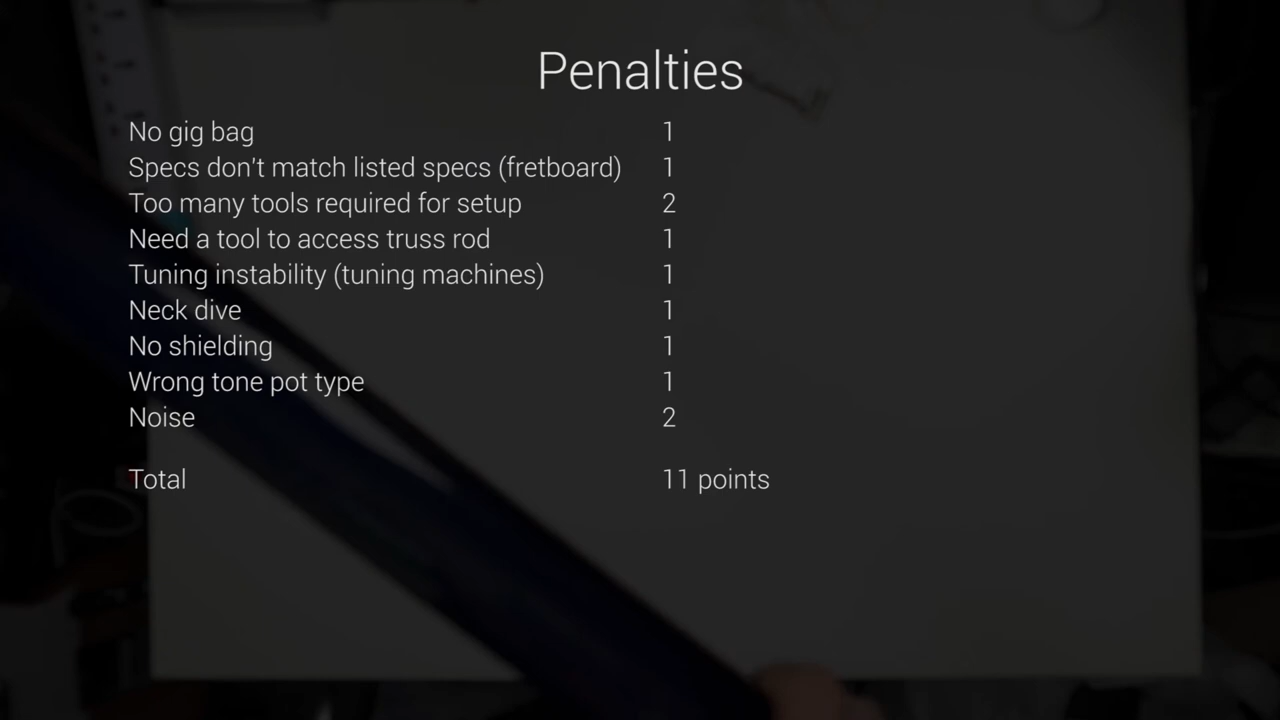 Penalties
No gig bag 1
Specs don't match listed specs (fretboard) 1
Too many tools required for setup 2
Need a tool to access truss rod 1
Tuning instability (tuning machines) 1
Neck dive 1
No shielding 1
Wrong tone pot type 1
Noise 2
Total 11 points